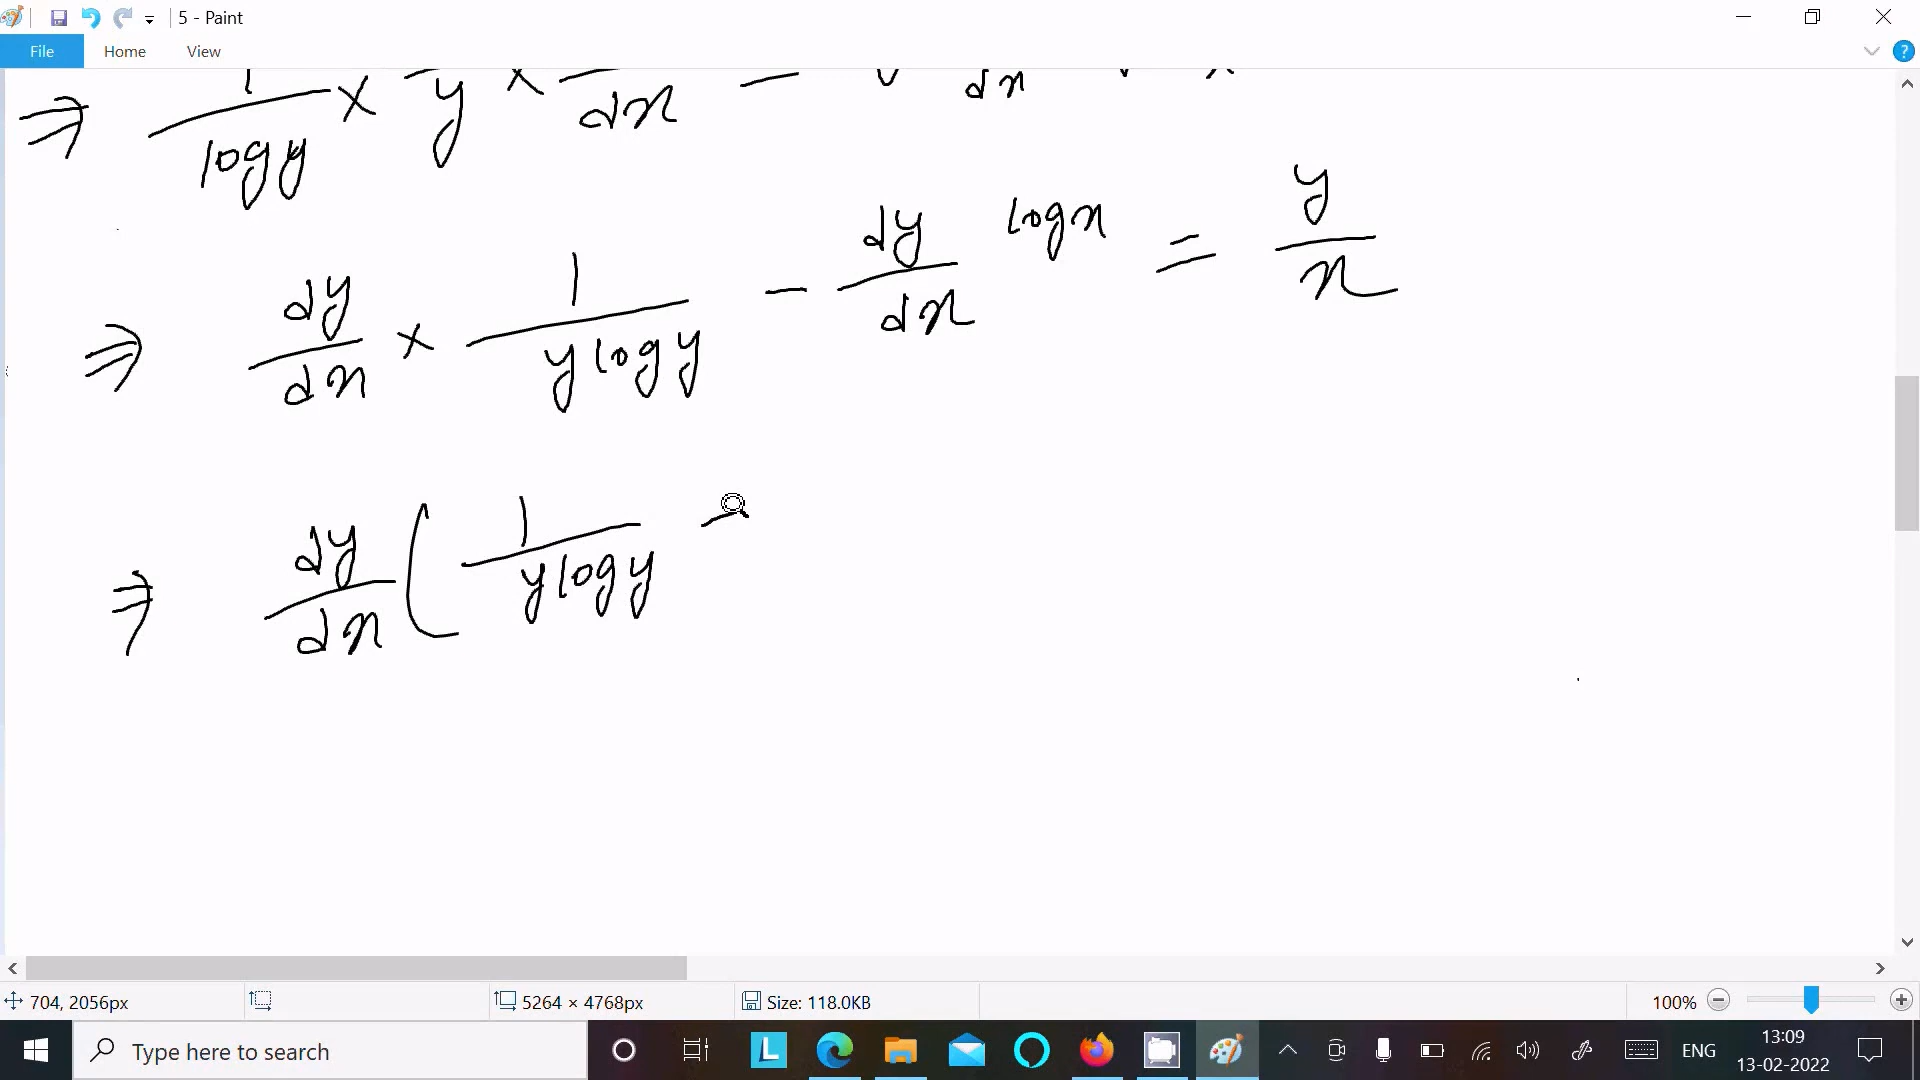 5 - Paint
File Home View
⇒ 1/log y × /y × /dx = dx x
⇒ dy/dx × 1/(y log y) - dy/dx log x = y/x
⇒ dy/dx ( 1/(y log y) -
704, 2056px 5264 × 4768px Size: 118.0KB 100%
Type here to search L ENG 13:09
13-02-2022